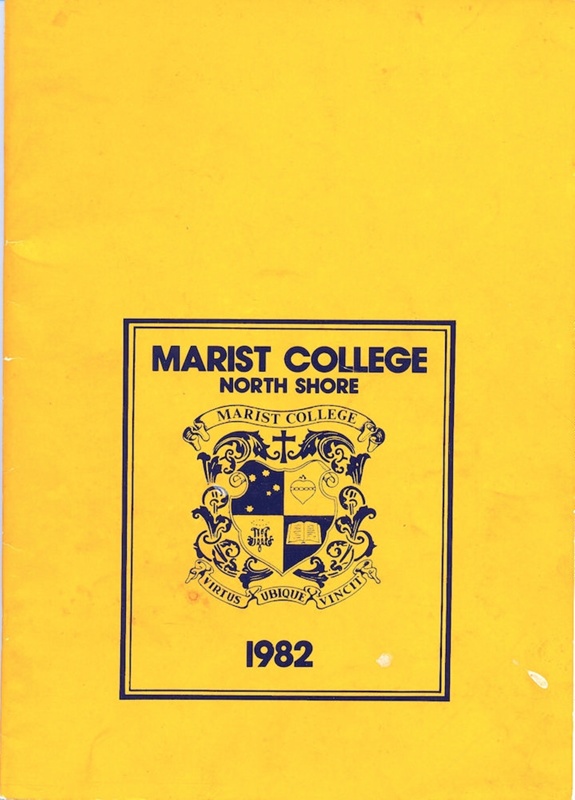 MARIST COLLEGE
NORTH SHORE
MARIST COLLEGE
VIRTUS UBIQUE VINCIT
1982